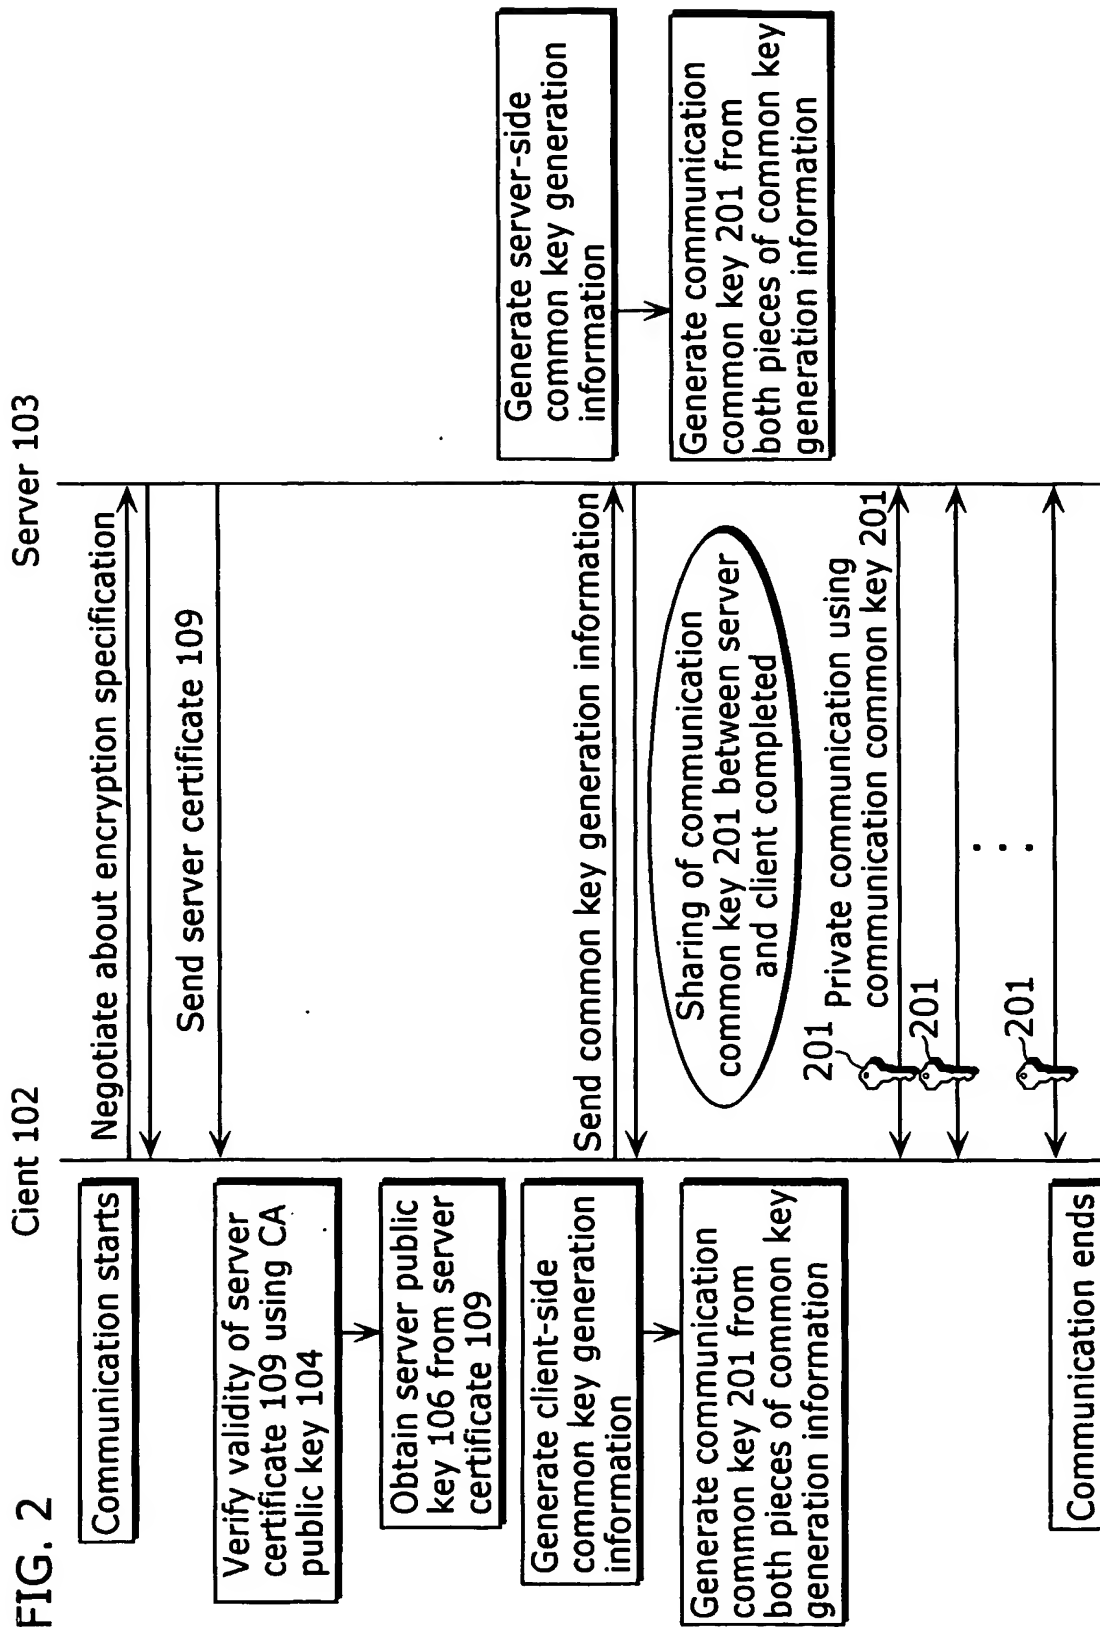 FIG. 2
Cient 102
Server 103
Communication starts
Negotiate about encryption specification
Send server certificate 109
Verify validity of server
certificate 109 using CA
public key 104
Obtain server public
key 106 from server
certificate 109
Generate client-side
common key generation
information
Generate server-side
common key generation
information
Send common key generation information
Generate communication
common key 201 from
both pieces of common key
generation information
Sharing of communication
common key 201 between server
and client completed
Generate communication
common key 201 from
both pieces of common key
generation information
201
Private communication using
communication common key 201
201
201
Communication ends